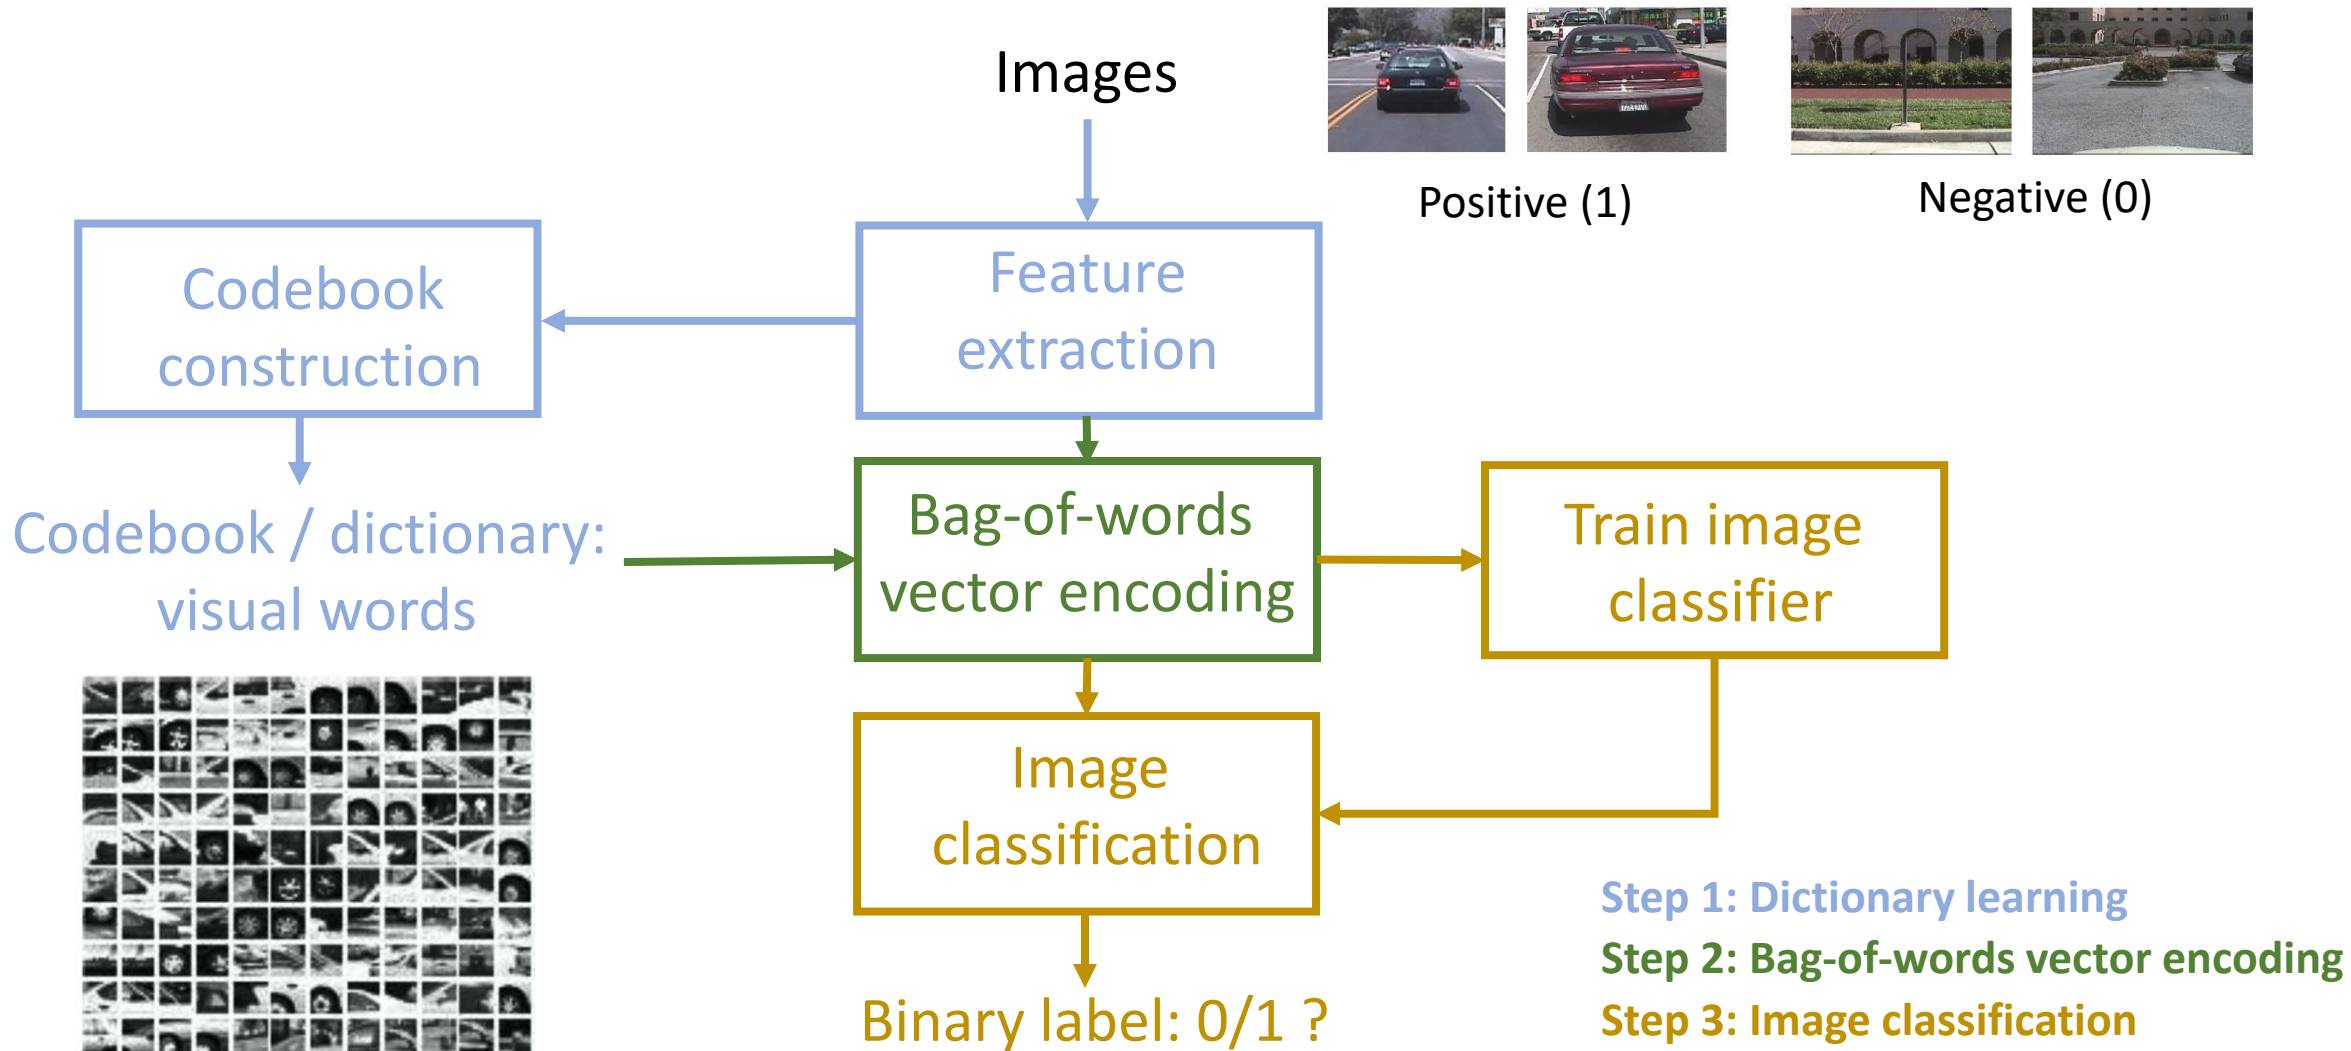 Images
Positive (1)
Negative (0)
Codebook
construction
Feature
extraction
Codebook / dictionary:
visual words
Bag-of-words
vector encoding
Train image
classifier
Image
classification
Binary label: 0/1 ?
Step 1: Dictionary learning
Step 2: Bag-of-words vector encoding
Step 3: Image classification